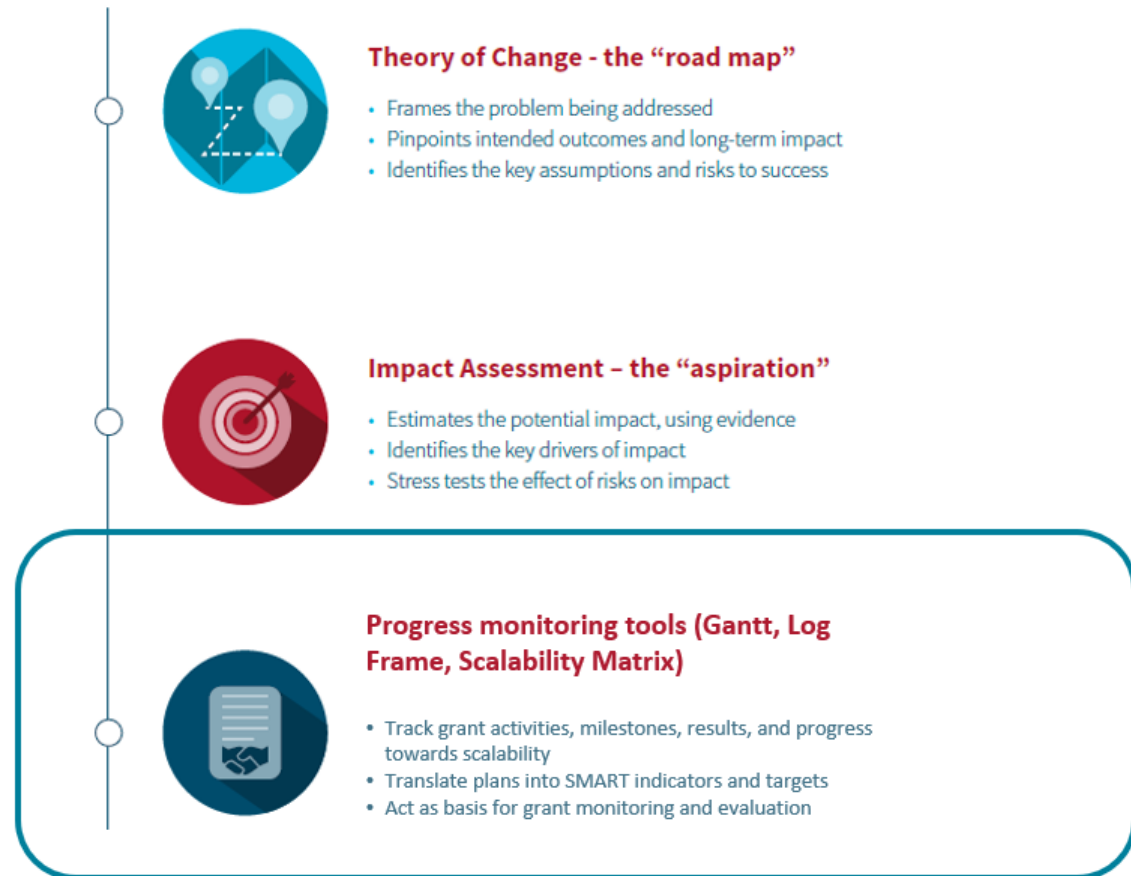 Theory of Change - the “road map”
• Frames the problem being addressed
• Pinpoints intended outcomes and long-term impact
• Identifies the key assumptions and risks to success
Impact Assessment – the “aspiration”
• Estimates the potential impact, using evidence
• Identifies the key drivers of impact
• Stress tests the effect of risks on impact
Progress monitoring tools (Gantt, Log
Frame, Scalability Matrix)
• Track grant activities, milestones, results, and progress
towards scalability
• Translate plans into SMART indicators and targets
• Act as basis for grant monitoring and evaluation